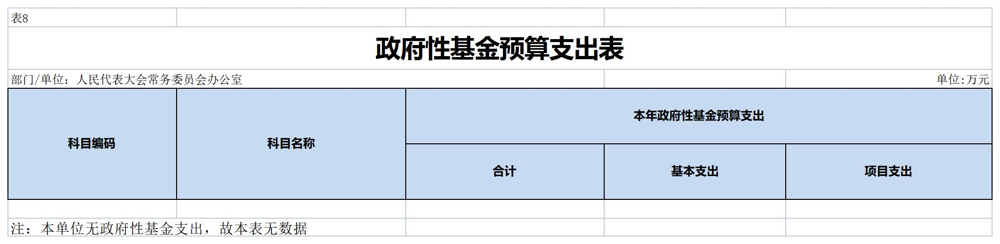 表8
政府性基金预算支出表
部门/单位：人民代表大会常务委员会办公室 单位:万元
科目编码 科目名称 本年政府性基金预算支出
合计 基本支出 项目支出
注：本单位无政府性基金支出，故本表无数据